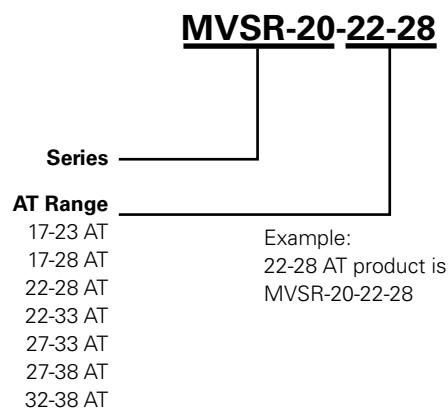 MVSR-20-22-28
Series
AT Range
17-23 AT
17-28 AT
22-28 AT
22-33 AT
27-33 AT
27-38 AT
32-38 AT
Example:
22-28 AT product is
MVSR-20-22-28